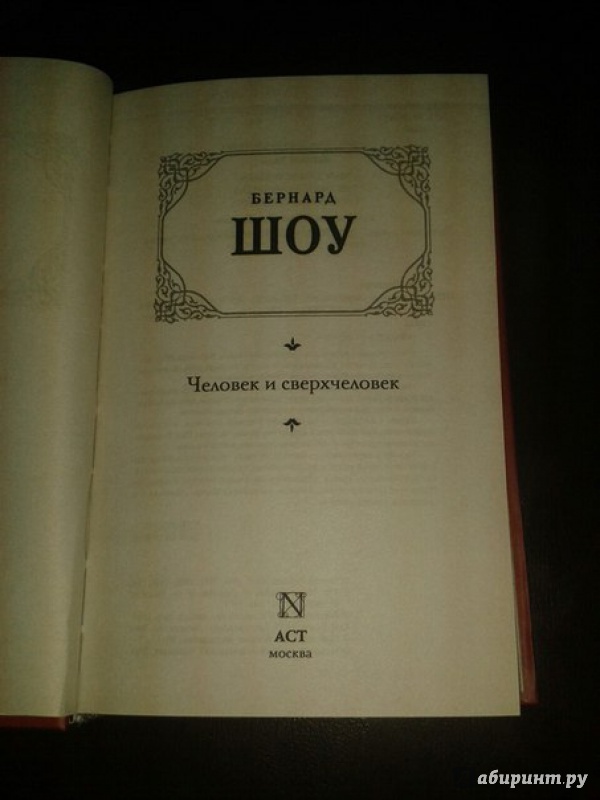 БЕРНАРД
ШОУ
Человек и сверхчеловек
N
АСТ
МОСКВА
абиринт.ру